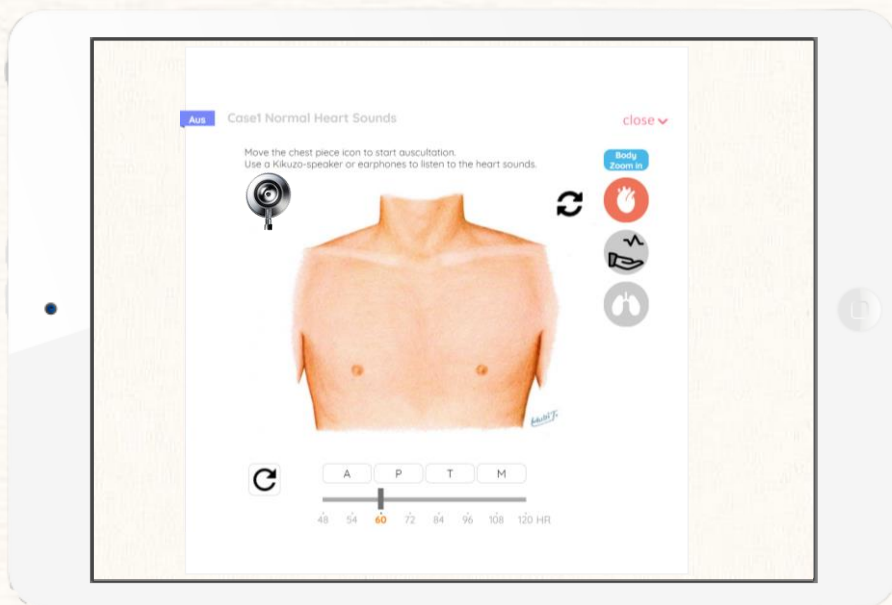 Aus
Case1 Normal Heart Sounds
close
Move the chest piece icon to start auscultation.
Use a Kikuzo-speaker or earphones to listen to the heart sounds.
Body
Zoom in
A P T M
48 54 60 72 84 96 108 120 HR